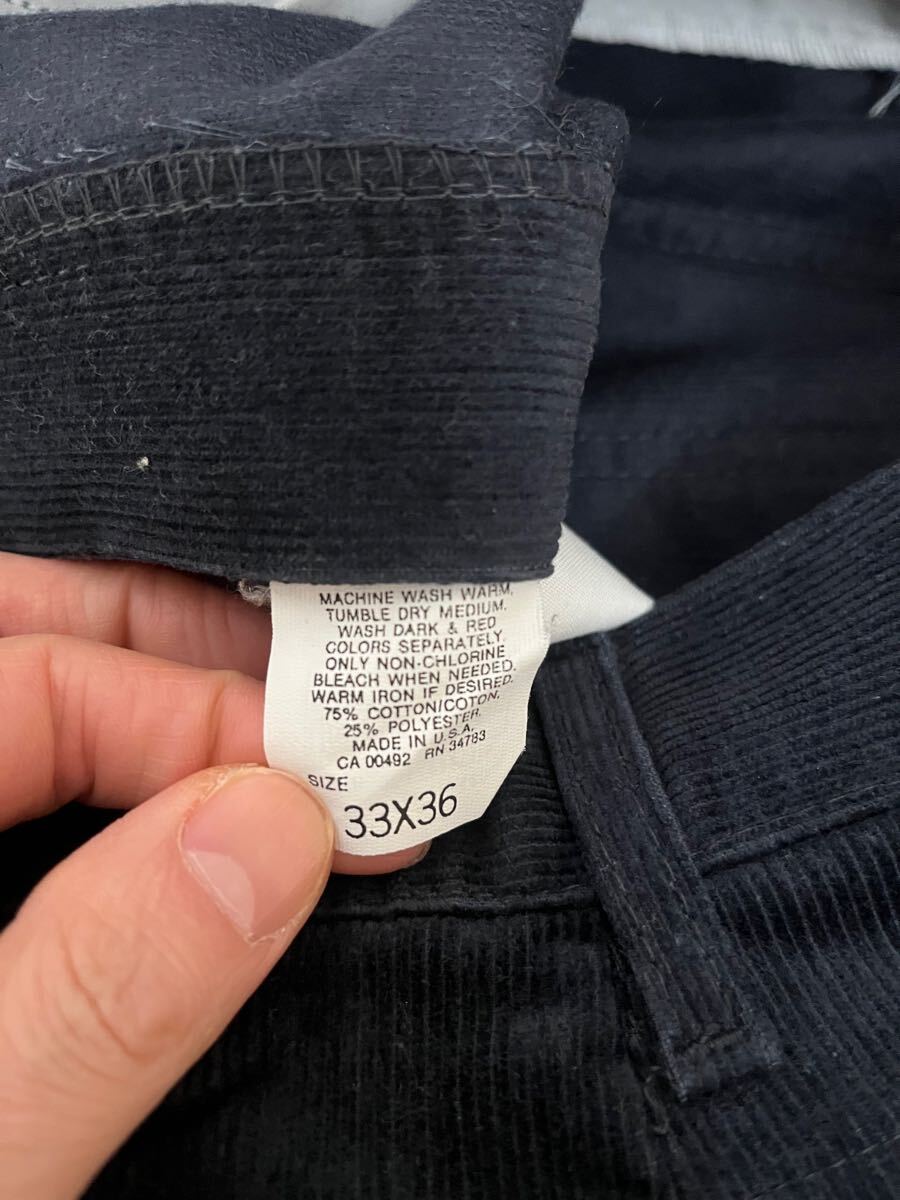 MACHINE WASH WARM,
TUMBLE DRY MEDIUM.
WASH DARK & RED
COLORS SEPARATELY.
ONLY NON-CHLORINE
BLEACH WHEN NEEDED.
WARM IRON IF DESIRED.
75% COTTON/COTON,
25% POLYESTER.
MADE IN U.S.A.
CA 00492 RN 34783
SIZE
33X36